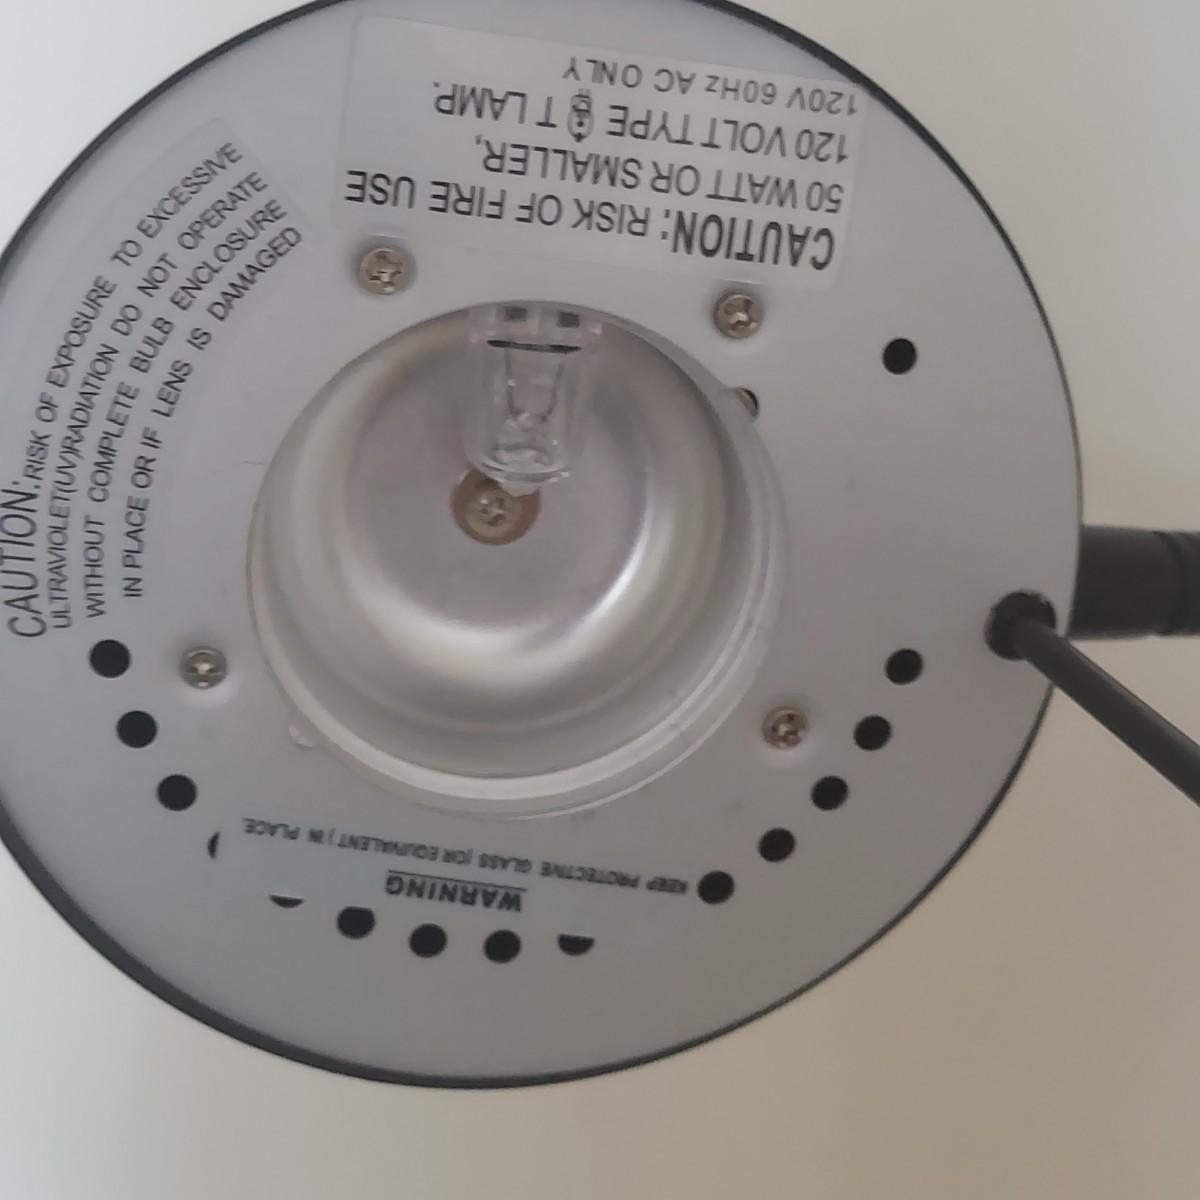 CAUTION: RISK OF FIRE USE
50 WATT OR SMALLER,
120 VOLT TYPE T LAMP.
120V 60Hz AC ONLY
CAUTION: RISK OF EXPOSURE TO EXCESSIVE
ULTRAVIOLET(UV)RADIATION DO NOT OPERATE
WITHOUT COMPLETE BULB ENCLOSURE
IN PLACE OR IF LENS IS DAMAGED
WARNING
KEEP PROTECTIVE GLASS (OR EQUIVALENT) IN PLACE.